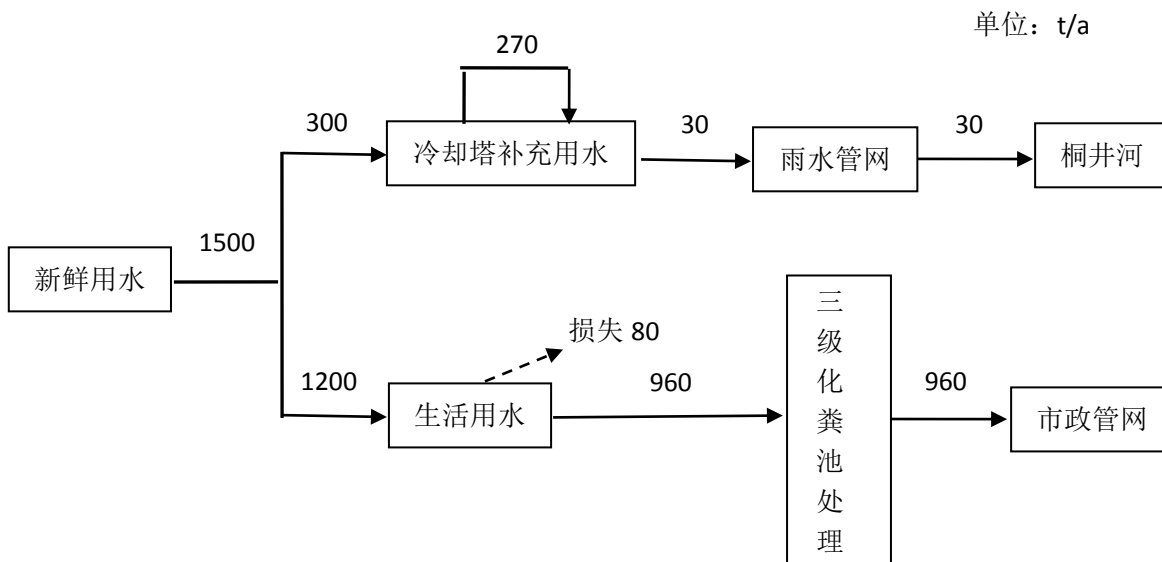 单位：t/a
270
300
冷却塔补充用水
30
雨水管网
30
桐井河
1500
新鲜用水
损失 80
1200
生活用水
960
三级化粪池处理
960
市政管网